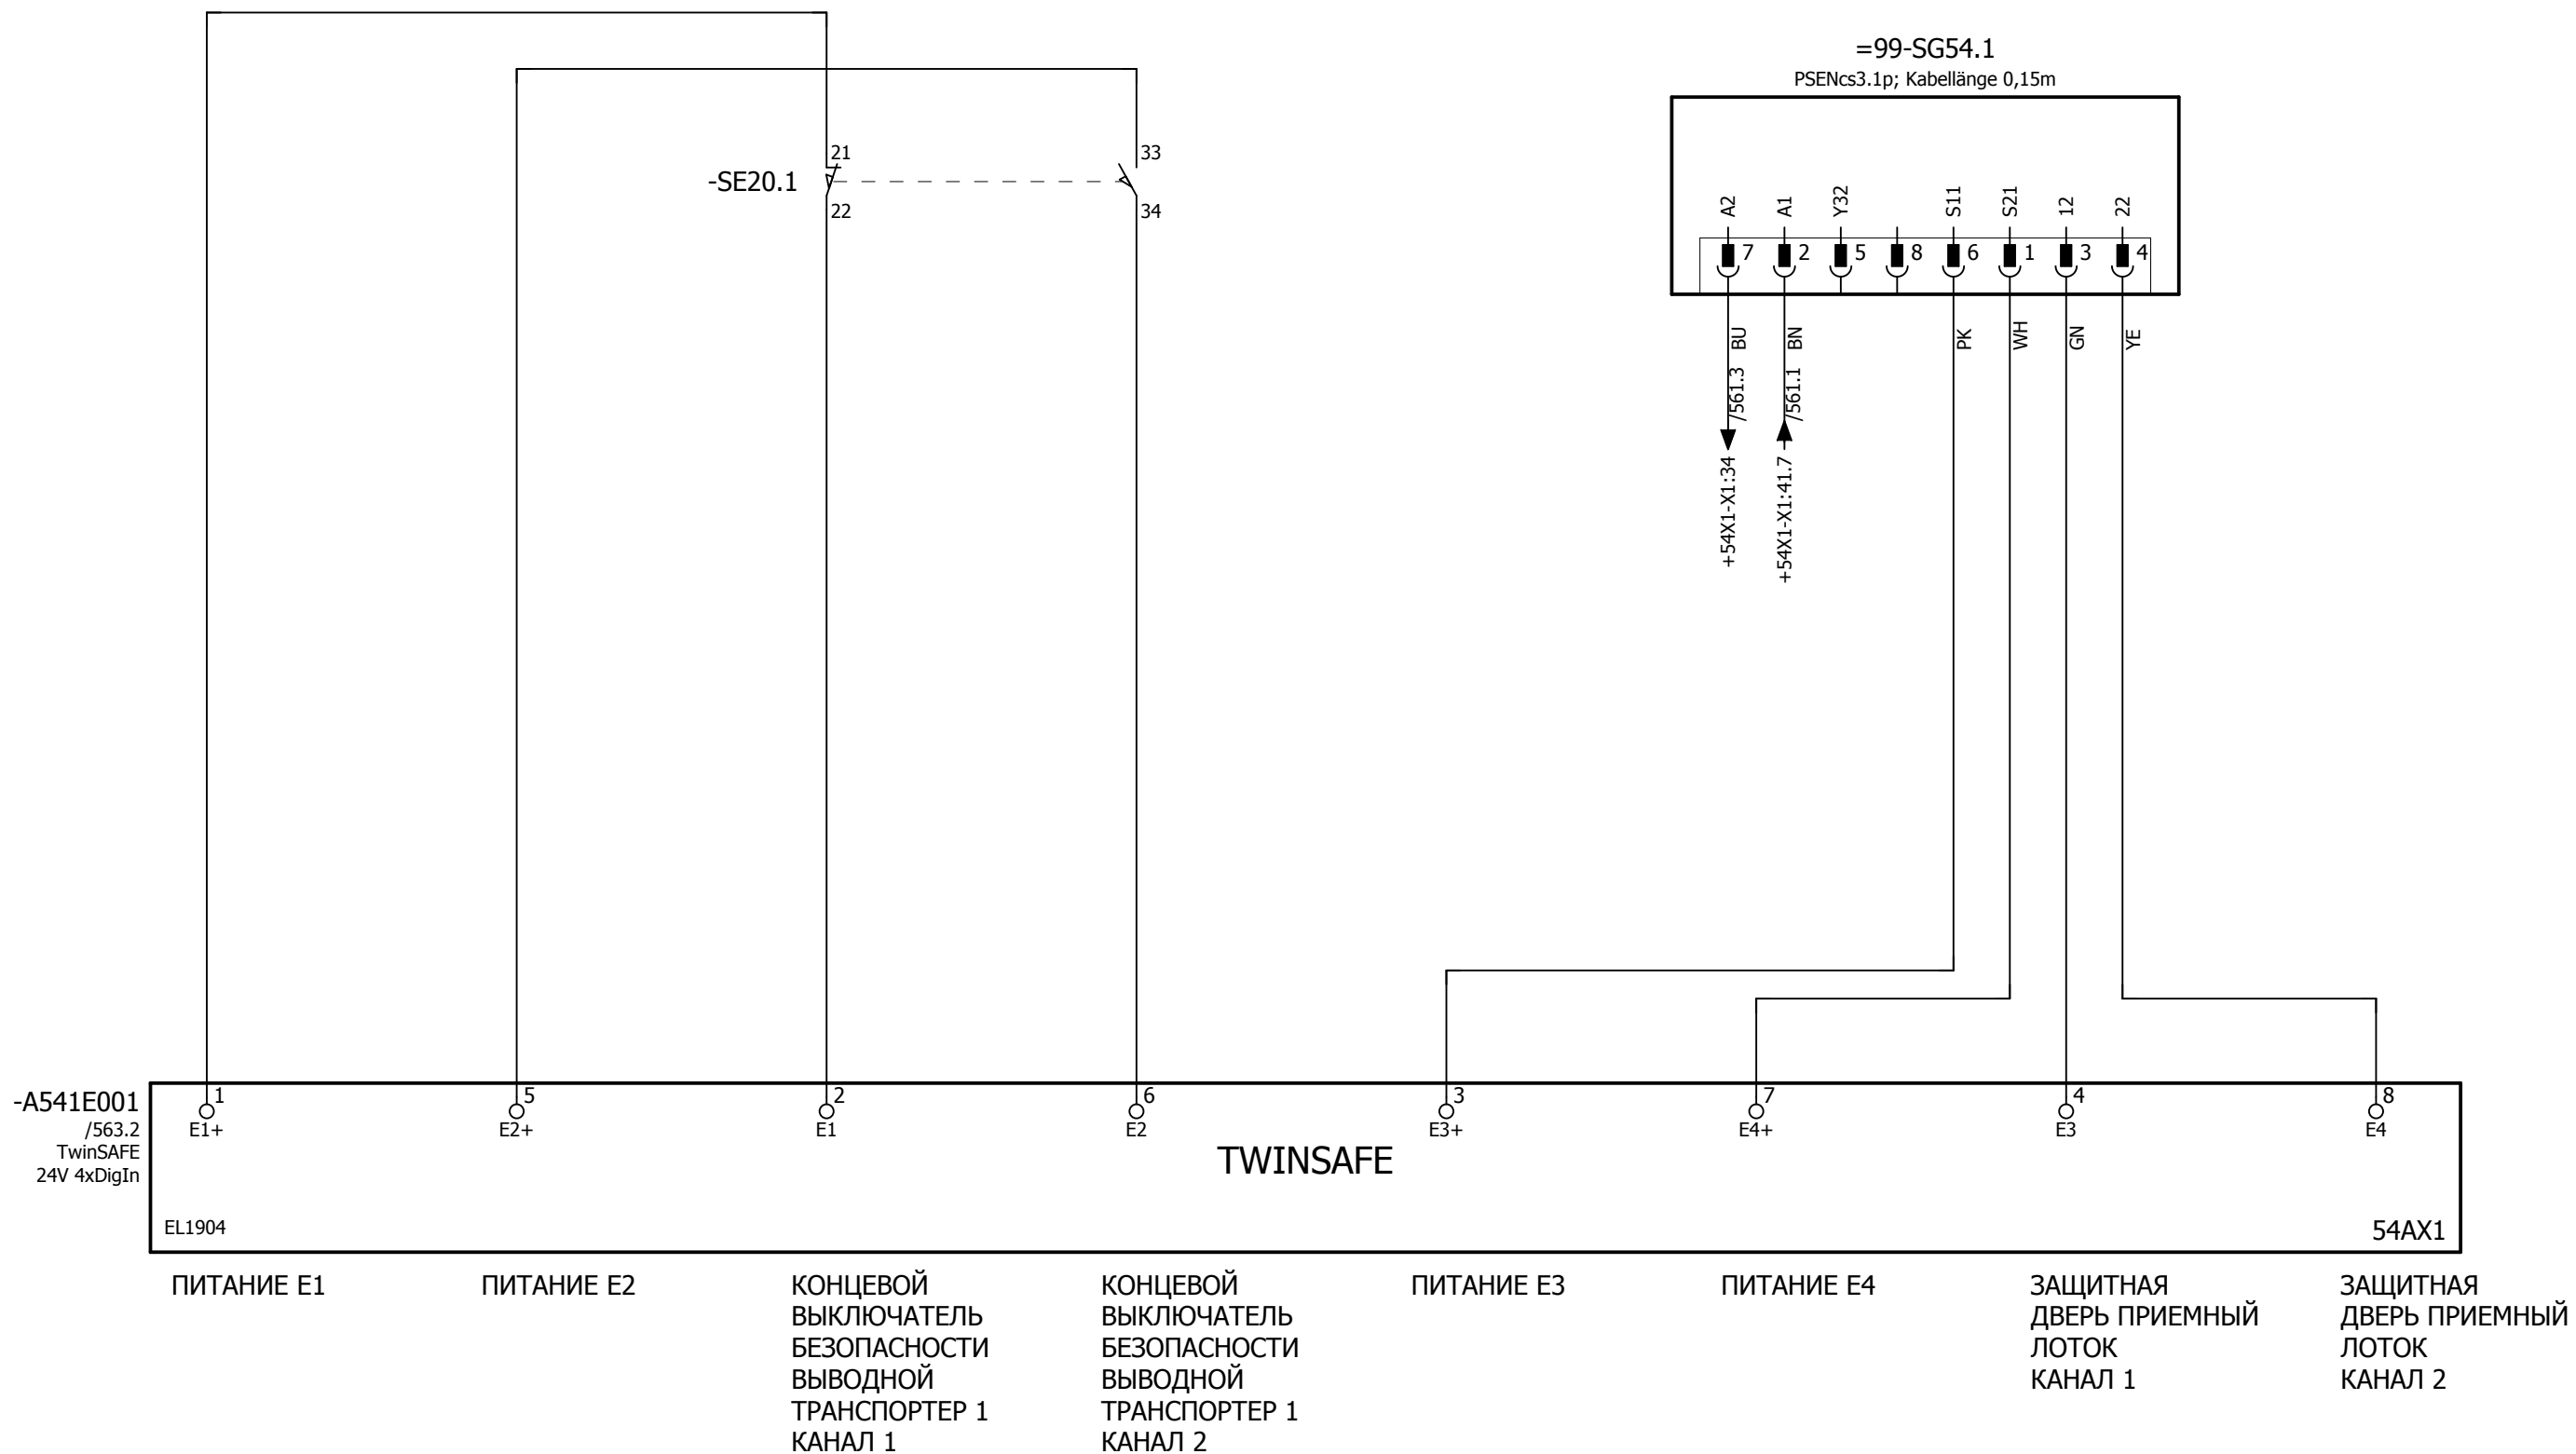 =99-SG54.1
PSENcs3.1p; Kabellänge 0,15m
21
33
-SE20.1
22
34
A2
A1
Y32
S11
S21
12
22
7
2
5
8
6
1
3
4
BU
BN
PK
WH
GN
YE
/561.3
/561.1
+54X1-X1:34
+54X1-X1:41.7
-A541E001
/563.2
TwinSAFE
24V 4xDigIn
1
5
2
6
3
7
4
8
E1+
E2+
E1
E2
E3+
E4+
E3
E4
TWINSAFE
EL1904
54AX1
ПИТАНИЕ E1
ПИТАНИЕ E2
КОНЦЕВОЙ
ВЫКЛЮЧАТЕЛЬ
БЕЗОПАСНОСТИ
ВЫВОДНОЙ
ТРАНСПОРТЕР 1
КАНАЛ 1
КОНЦЕВОЙ
ВЫКЛЮЧАТЕЛЬ
БЕЗОПАСНОСТИ
ВЫВОДНОЙ
ТРАНСПОРТЕР 1
КАНАЛ 2
ПИТАНИЕ E3
ПИТАНИЕ E4
ЗАЩИТНАЯ
ДВЕРЬ ПРИЕМНЫЙ
ЛОТОК
КАНАЛ 1
ЗАЩИТНАЯ
ДВЕРЬ ПРИЕМНЫЙ
ЛОТОК
КАНАЛ 2